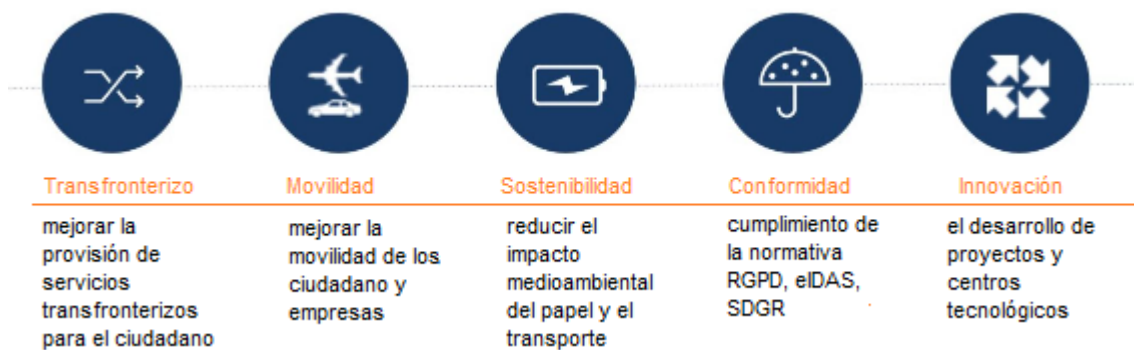 Transfronterizo
mejorar la
provisión de
servicios
transfronterizos
para el ciudadano
Movilidad
mejorar la
movilidad de los
ciudadano y
empresas
Sostenibilidad
reducir el
impacto
medioambiental
del papel y el
transporte
Conformidad
cumplimiento de
la normativa
RGPD, eIDAS,
SDGR
Innovación
el desarrollo de
proyectos y
centros
tecnológicos